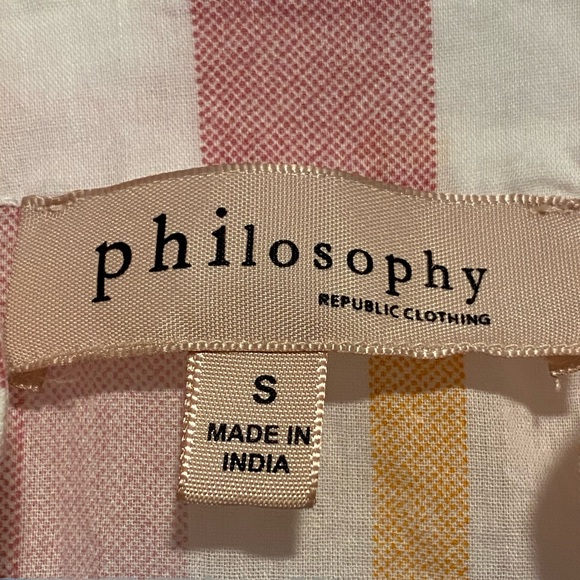 philosophy
REPUBLIC CLOTHING
S
MADE IN
INDIA